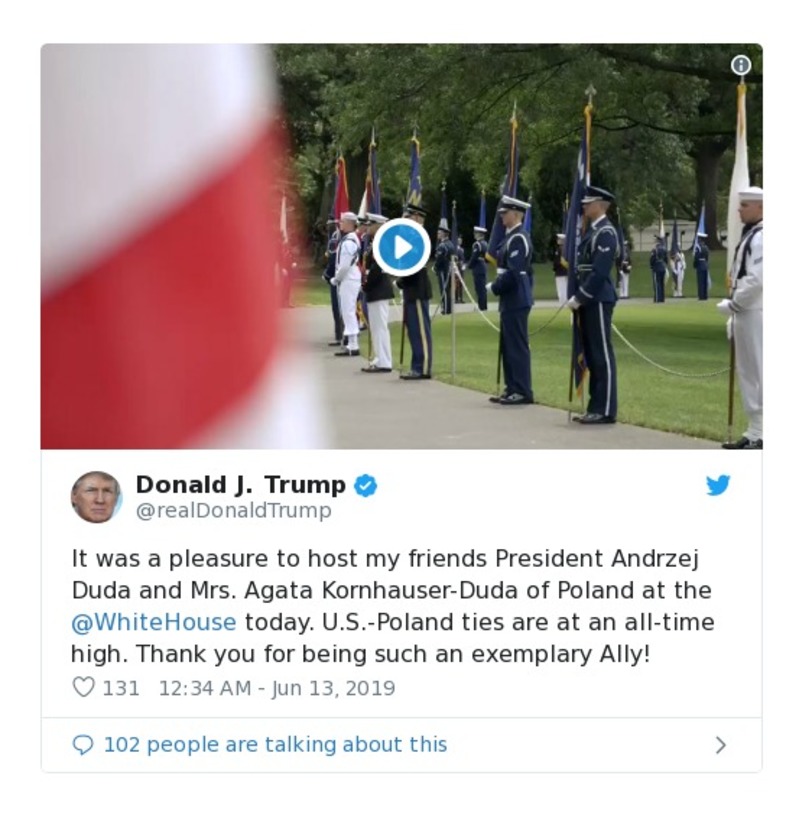 Donald J. Trump
@realDonaldTrump
It was a pleasure to host my friends President Andrzej
Duda and Mrs. Agata Kornhauser-Duda of Poland at the
@WhiteHouse today. U.S.-Poland ties are at an all-time
high. Thank you for being such an exemplary Ally!
131 12:34 AM - Jun 13, 2019
102 people are talking about this